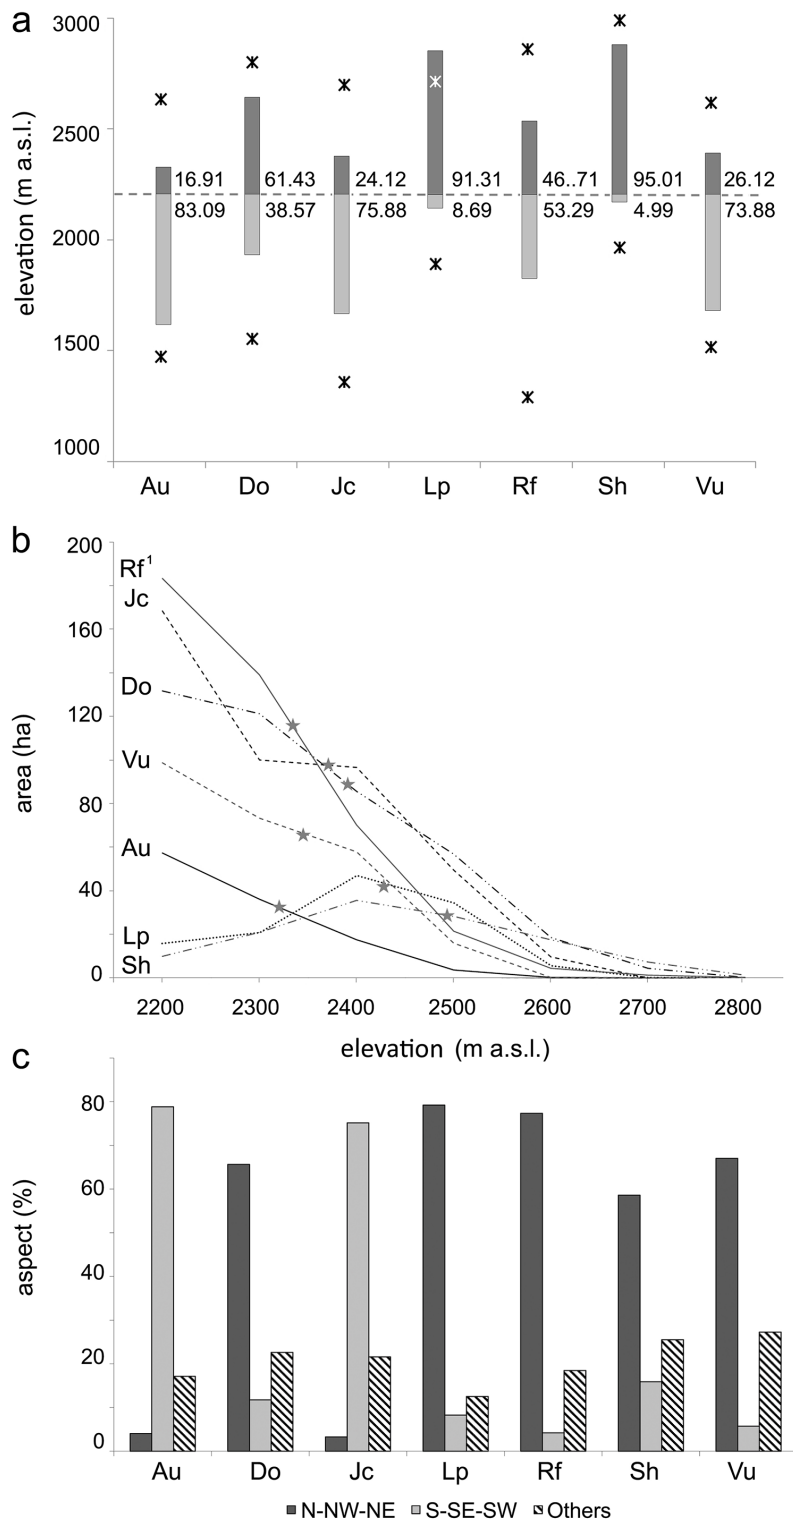 a
3000
2500
2000
1500
1000
elevation (m a.s.l.)
16.91 61.43 24.12 91.31 46..71 95.01 26.12
83.09 38.57 75.88 8.69 53.29 4.99 73.88
Au Do Jc Lp Rf Sh Vu
b
200
160
120
80
40
0
area (ha)
Rf1
Jc
Do
Vu
Au
Lp
Sh
2200 2300 2400 2500 2600 2700 2800
elevation (m a.s.l.)
c
80
60
40
20
0
aspect (%)
Au Do Jc Lp Rf Sh Vu
N-NW-NE S-SE-SW Others